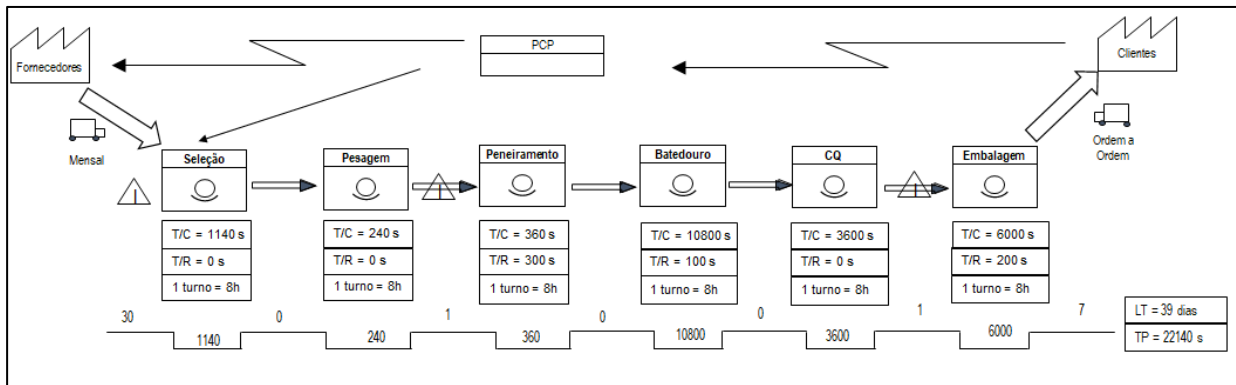 PCP
Fornecedores
Clientes
Mensal
Ordem a
Ordem
Seleção
Pesagem
Peneiramento
Batedouro
CQ
Embalagem
I
I
I
T/C = 1140 s
T/R = 0 s
1 turno = 8h
T/C = 240 s
T/R = 0 s
1 turno = 8h
T/C = 360 s
T/R = 300 s
1 turno = 8h
T/C = 10800 s
T/R = 100 s
1 turno = 8h
T/C = 3600 s
T/R = 0 s
1 turno = 8h
T/C = 6000 s
T/R = 200 s
1 turno = 8h
30
0
1
0
0
1
7
1140
240
360
10800
3600
6000
LT = 39 dias
TP = 22140 s